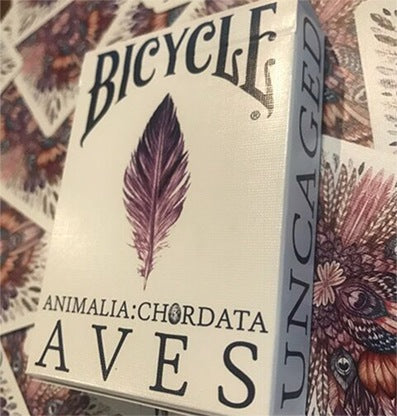 BICYCLE®
ANIMALIA:CHORDATA
AVES
UNCAGED